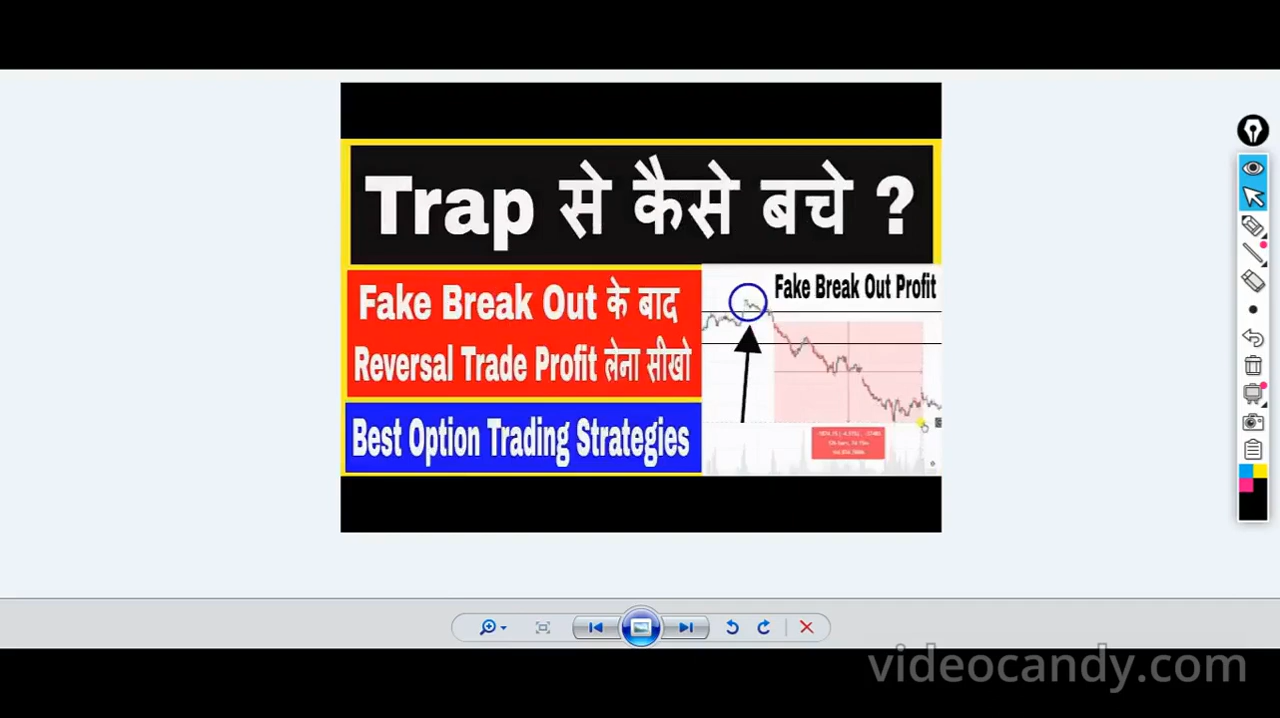 Trap से कैसे बचे ?
Fake Break Out के बाद
Reversal Trade Profit लेना सीखो
Best Option Trading Strategies
Fake Break Out Profit
videocandy.com